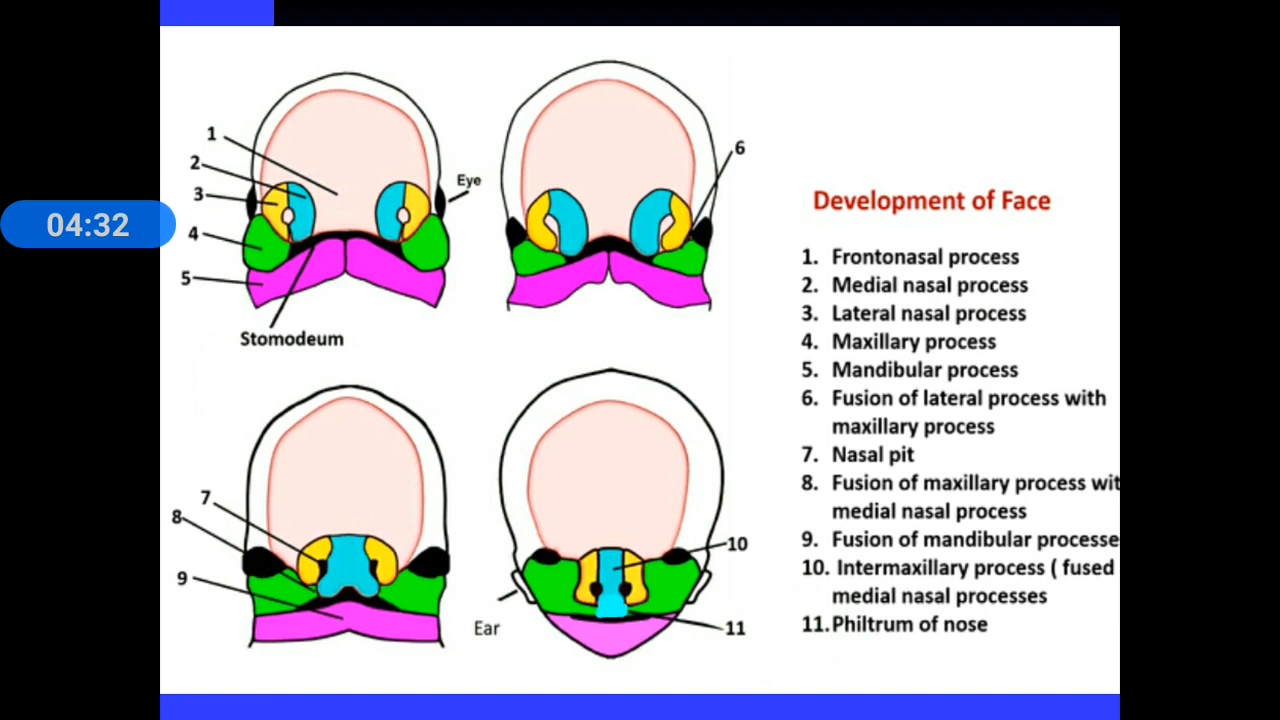 1
2
3
4
5
Eye
6
04:32
Stomodeum
7
8
9
10
11
Ear
Development of Face
1. Frontonasal process
2. Medial nasal process
3. Lateral nasal process
4. Maxillary process
5. Mandibular process
6. Fusion of lateral process with
maxillary process
7. Nasal pit
8. Fusion of maxillary process wit
medial nasal process
9. Fusion of mandibular processe
10. Intermaxillary process ( fused
medial nasal processes
11. Philtrum of nose